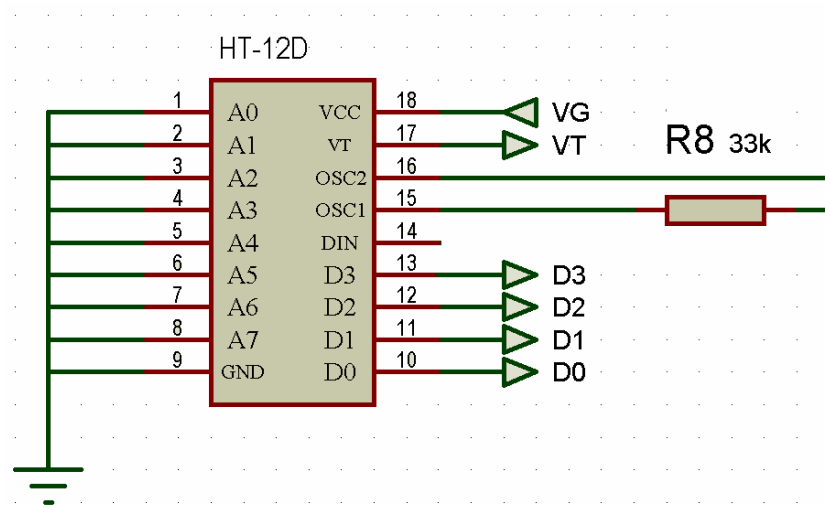 HT-12D
1 A0 VCC 18 VG
2 A1 VT 17 VT
R8 33k
3 A2 OSC2 16
4 A3 OSC1 15
5 A4 DIN 14
6 A5 D3 13 D3
7 A6 D2 12 D2
8 A7 D1 11 D1
9 GND D0 10 D0